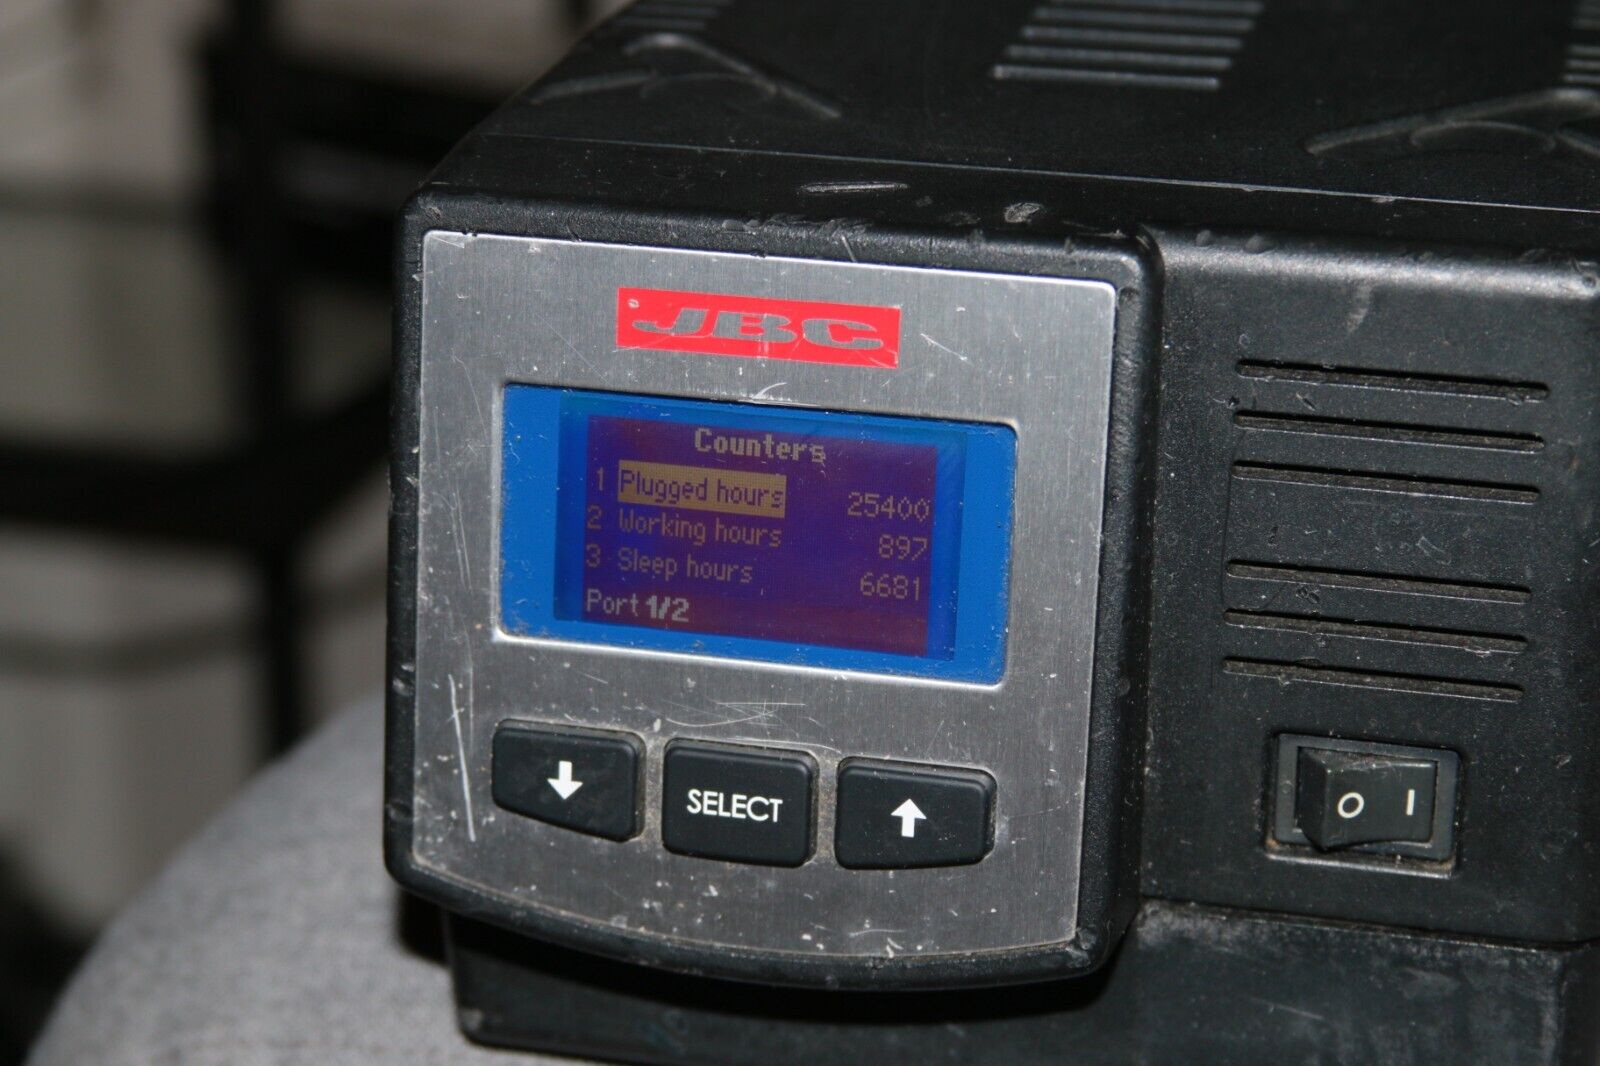 JBC
Counters
1 Plugged hours 25400
2 Working hours 897
3 Sleep hours 6681
Port 1/2
SELECT
O I